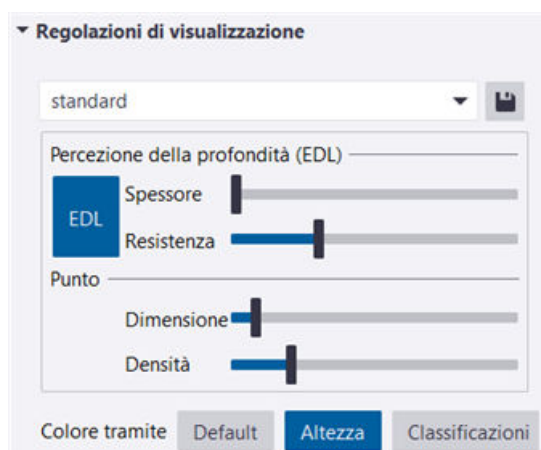 Regolazioni di visualizzazione
standard
Percezione della profondità (EDL)
EDL
Spessore
Resistenza
Punto
Dimensione
Densità
Colore tramite Default Altezza Classificazioni